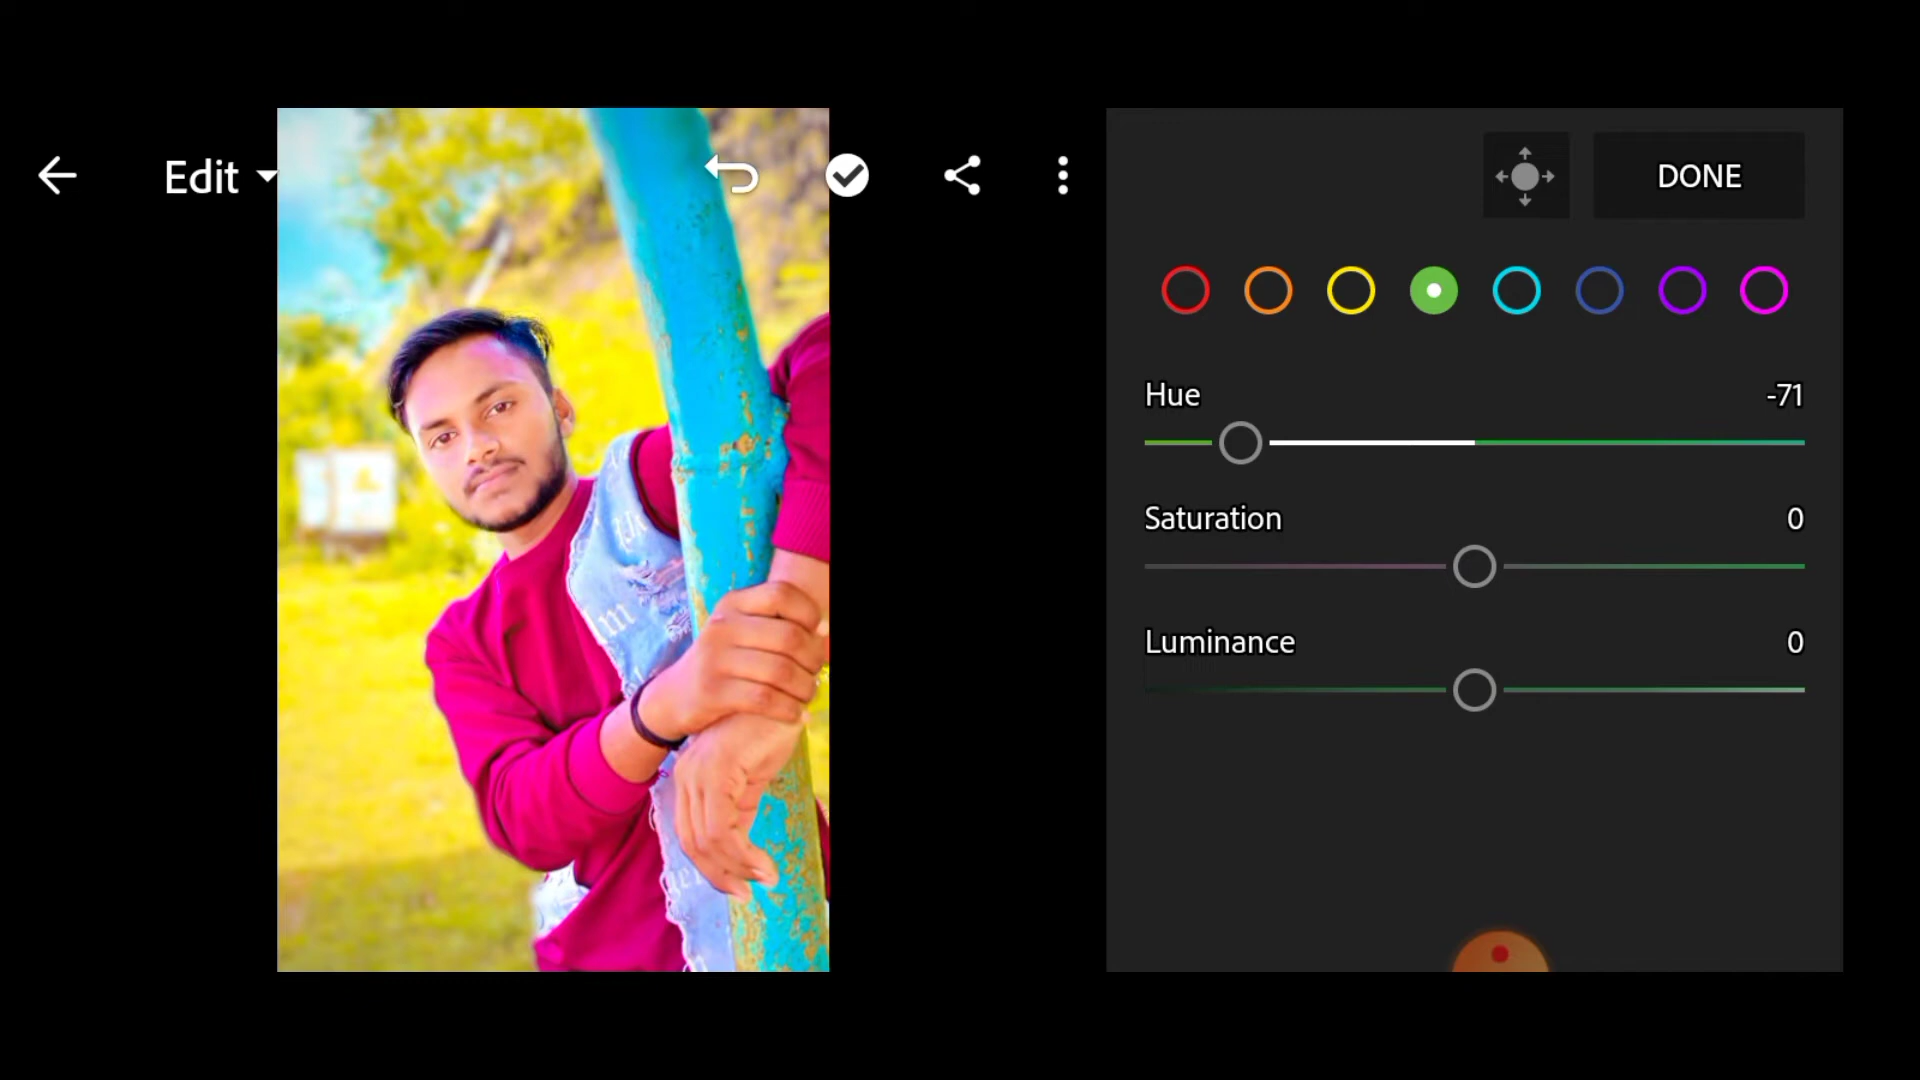 Edit
DONE
Hue -71
Saturation 0
Luminance 0